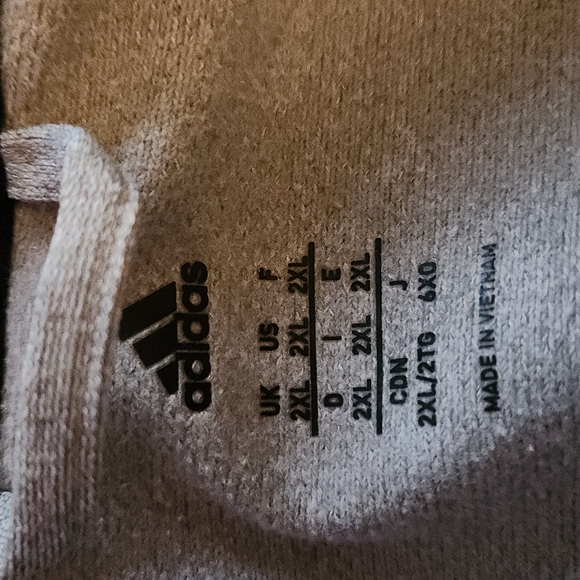 adidas
UK US F
2XL 2XL 2XL
D I E
2XL 2XL 2XL
CDN J
2XL/2TG 6XO
MADE IN VIETNAM